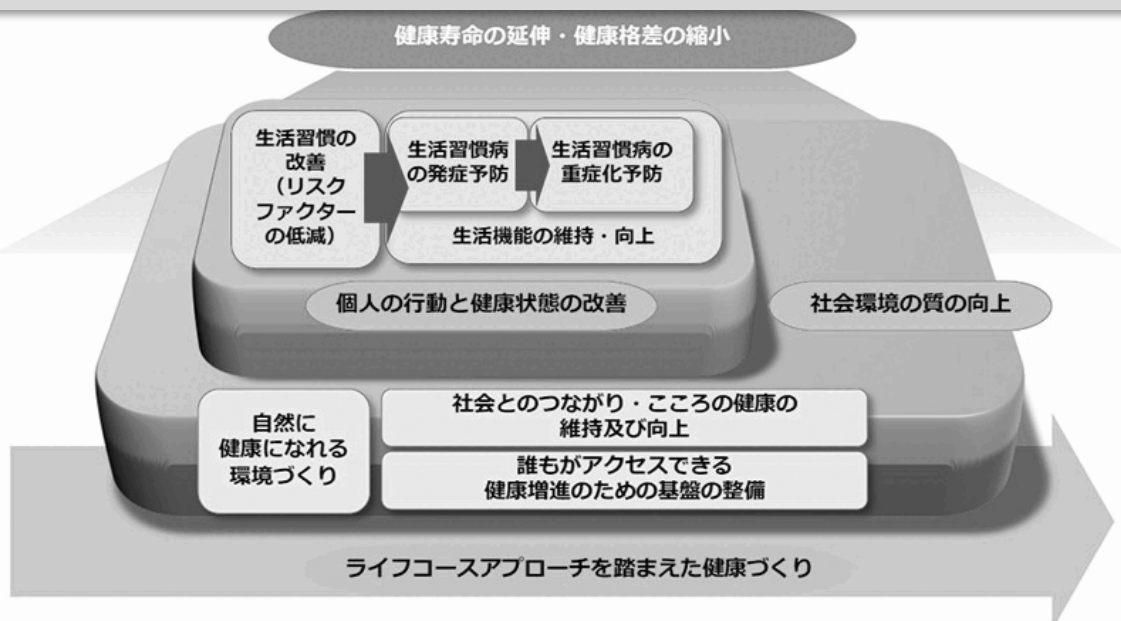 健康寿命の延伸・健康格差の縮小
生活習慣の
改善
（リスク
ファクター
の低減）
生活習慣病
の発症予防
生活習慣病の
重症化予防
生活機能の維持・向上
個人の行動と健康状態の改善
社会環境の質の向上
自然に
健康になれる
環境づくり
社会とのつながり・こころの健康の
維持及び向上
誰もがアクセスできる
健康増進のための基盤の整備
ライフコースアプローチを踏まえた健康づくり